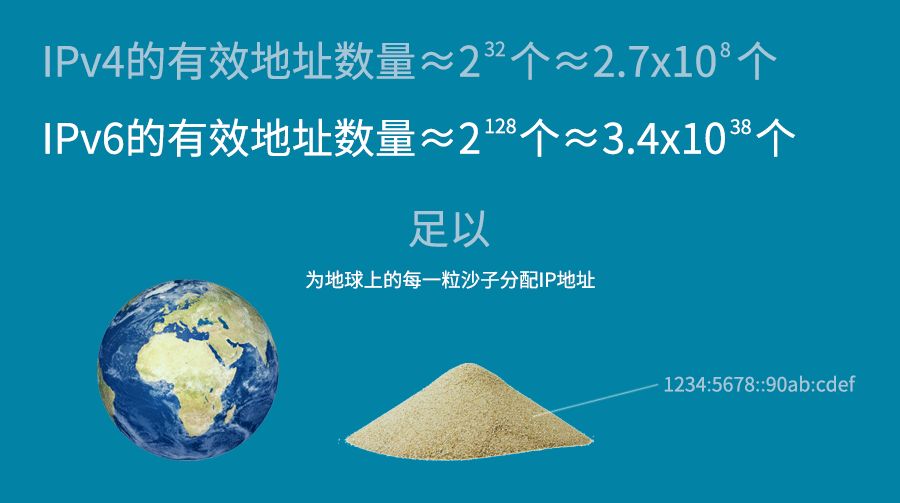 IPv4的有效地址数量≈2³²个≈2.7x10⁸个
IPv6的有效地址数量≈2¹²⁸个≈3.4x10³⁸个
足以
为地球上的每一粒沙子分配IP地址
1234:5678::90ab:cdef